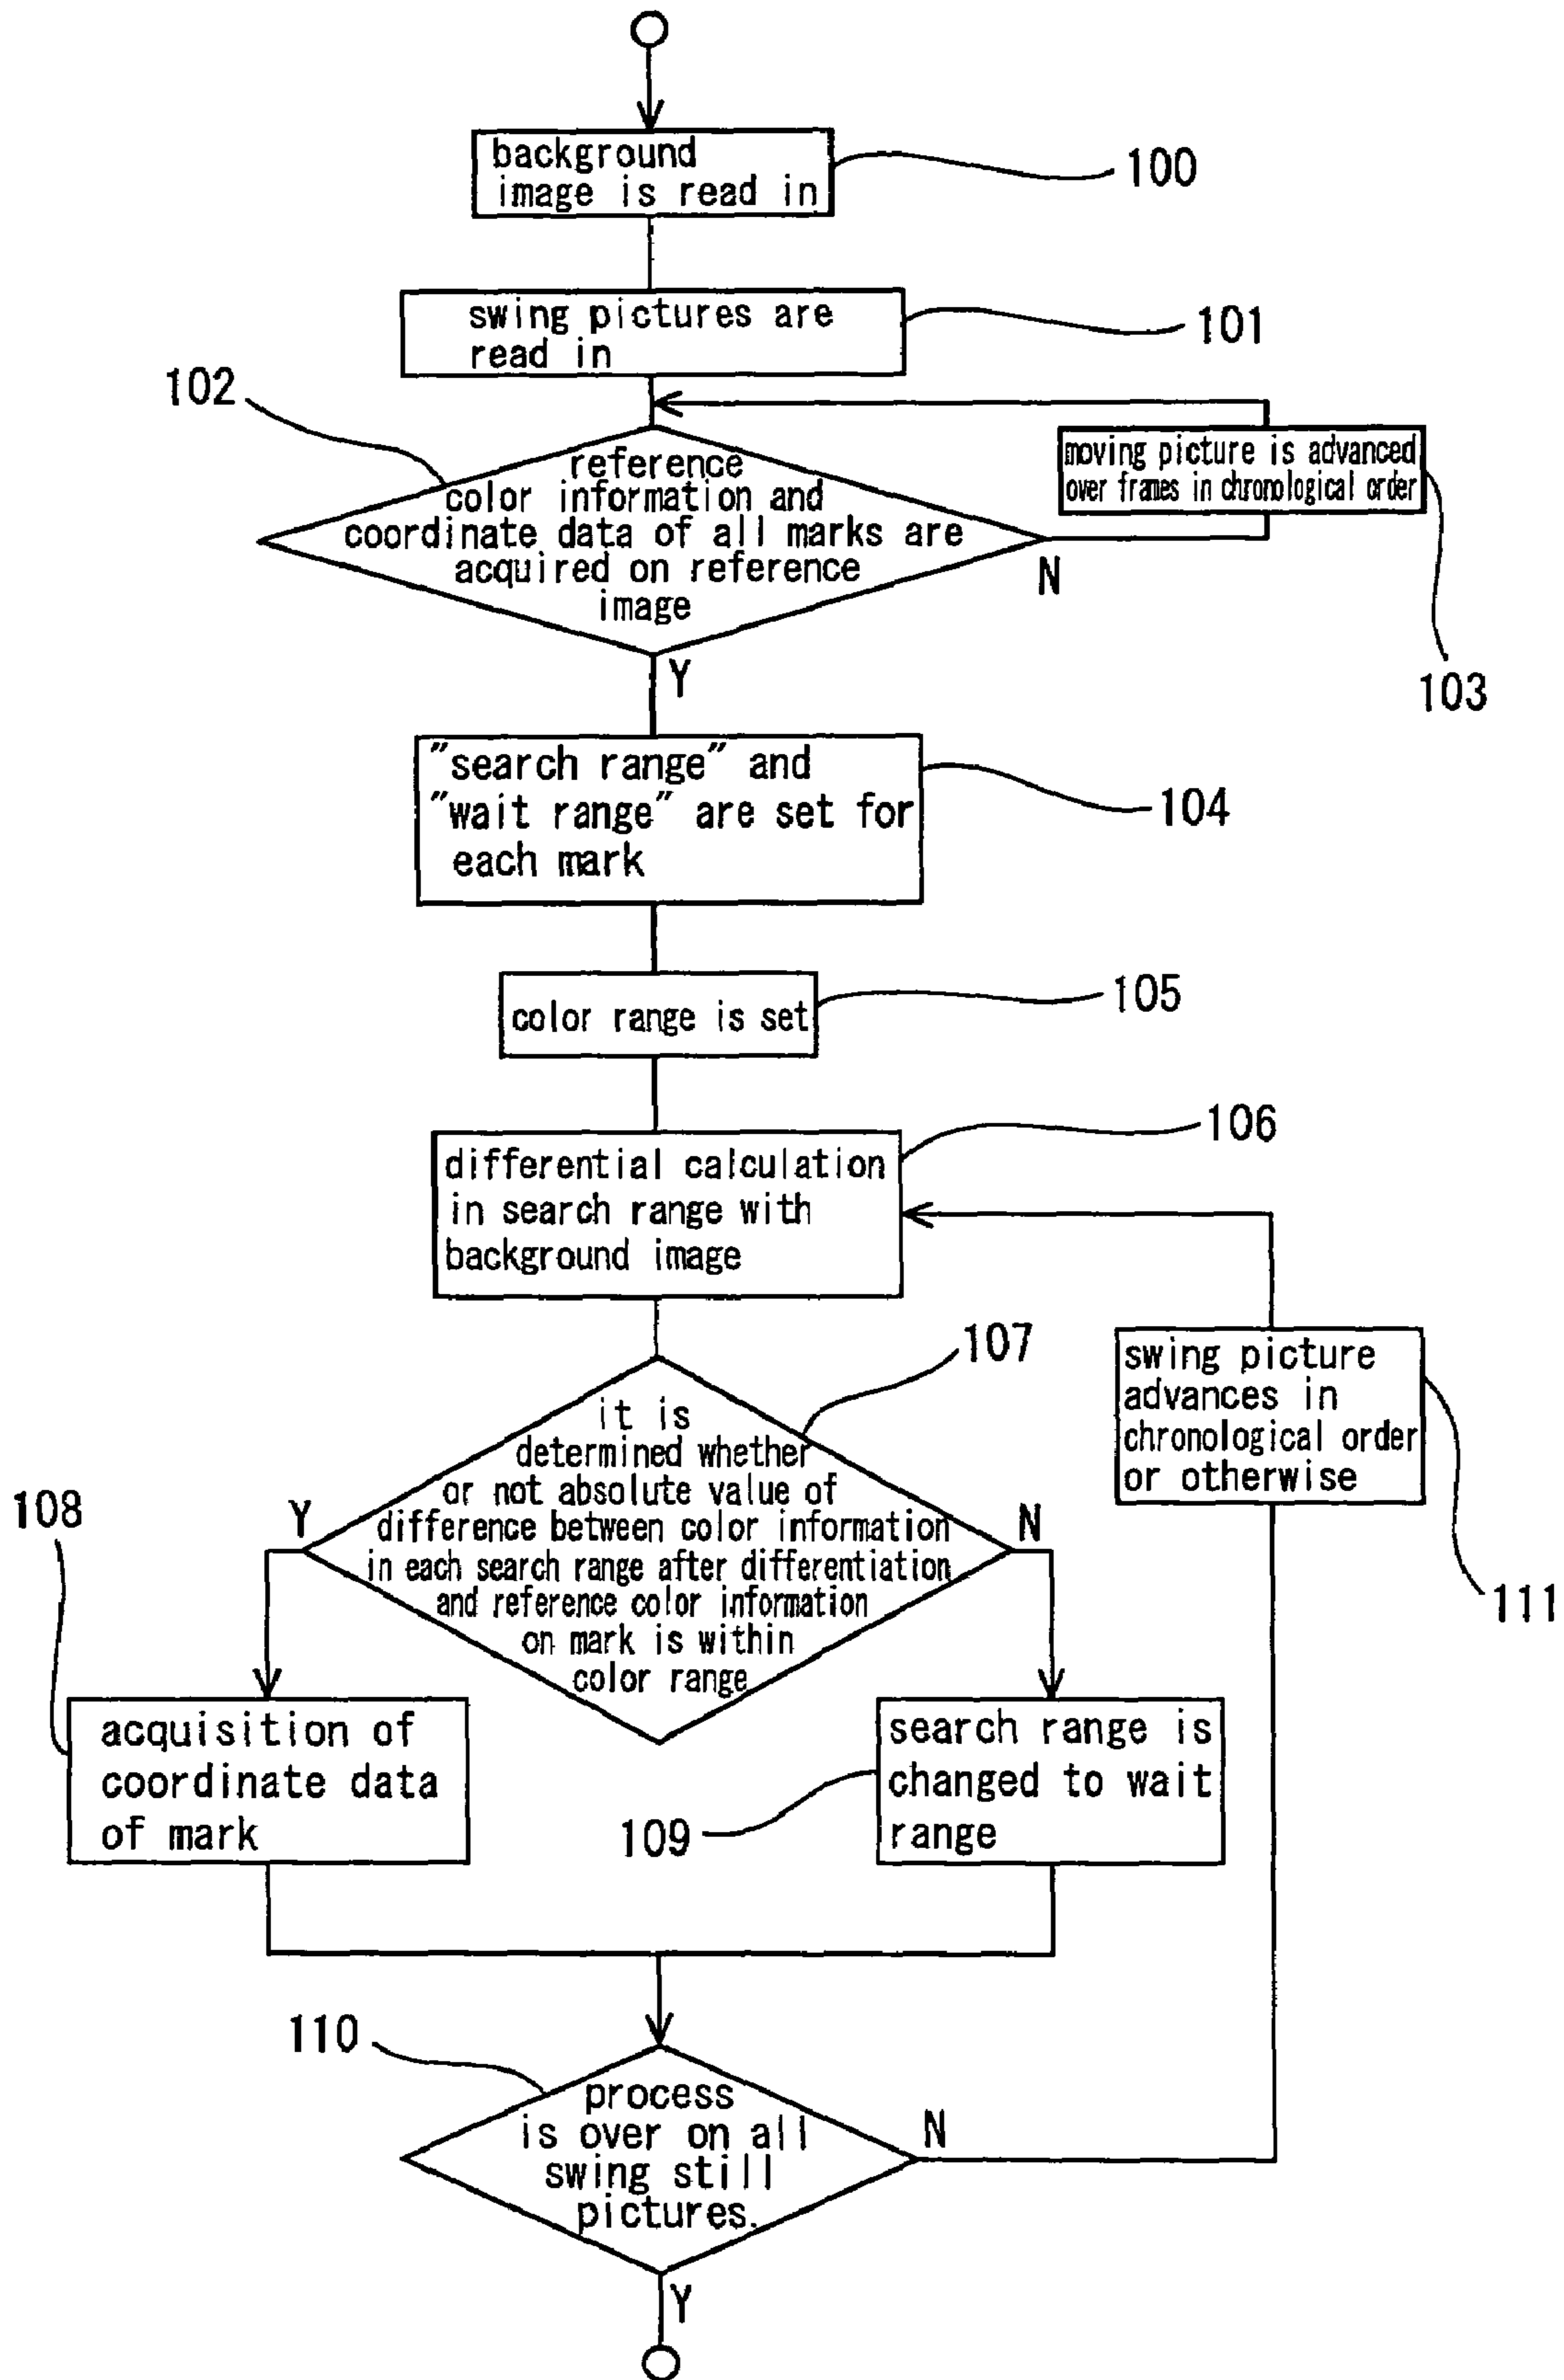 background
image is read in
100
swing pictures are
read in
101
102
reference
color information and
coordinate data of all marks are
acquired on reference
image
N
moving picture is advanced
over frames in chronological order
103
Y
"search range" and
"wait range" are set for
each mark
104
color range is set
105
differential calculation
in search range with
background image
106
107
it is
determined whether
or not absolute value of
difference between color information
in each search range after differentiation
and reference color information
on mark is within
color range
Y
N
swing picture
advances in
chronological order
or otherwise
111
108
acquisition of
coordinate data
of mark
search range is
changed to wait
range
109
110
process
is over on all
swing still
pictures.
N
Y